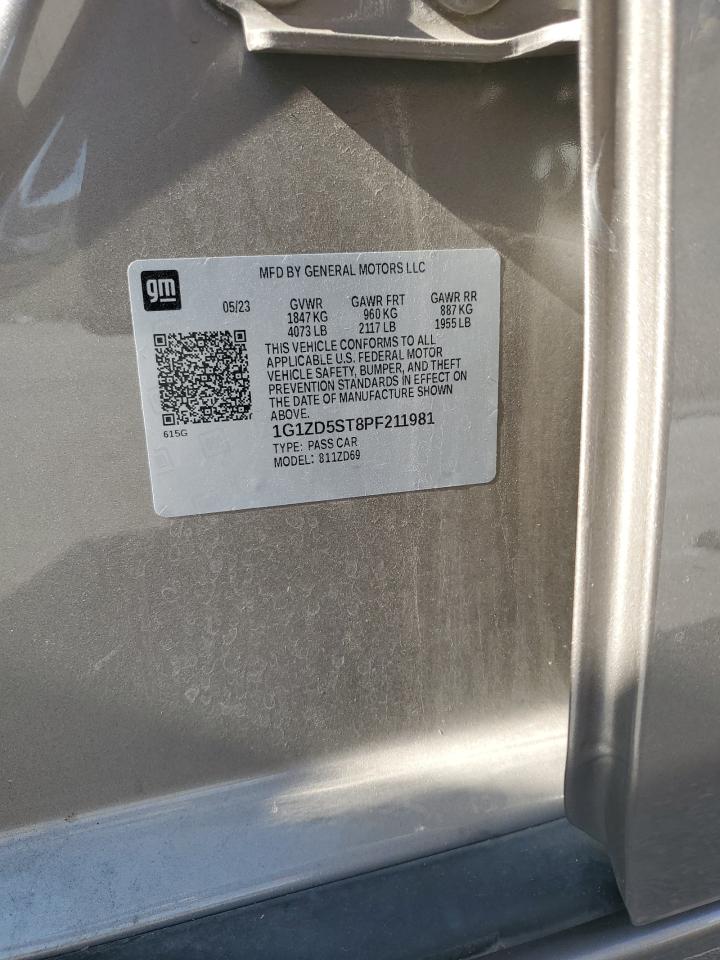 MFD BY GENERAL MOTORS LLC
gm
05/23 GVWR GAWR FRT GAWR RR
1847 KG 960 KG 887 KG
4073 LB 2117 LB 1955 LB
THIS VEHICLE CONFORMS TO ALL
APPLICABLE U.S. FEDERAL MOTOR
VEHICLE SAFETY, BUMPER, AND THEFT
PREVENTION STANDARDS IN EFFECT ON
THE DATE OF MANUFACTURE SHOWN
ABOVE.
615G
1G1ZD5ST8PF211981
TYPE: PASS CAR
MODEL: 811ZD69